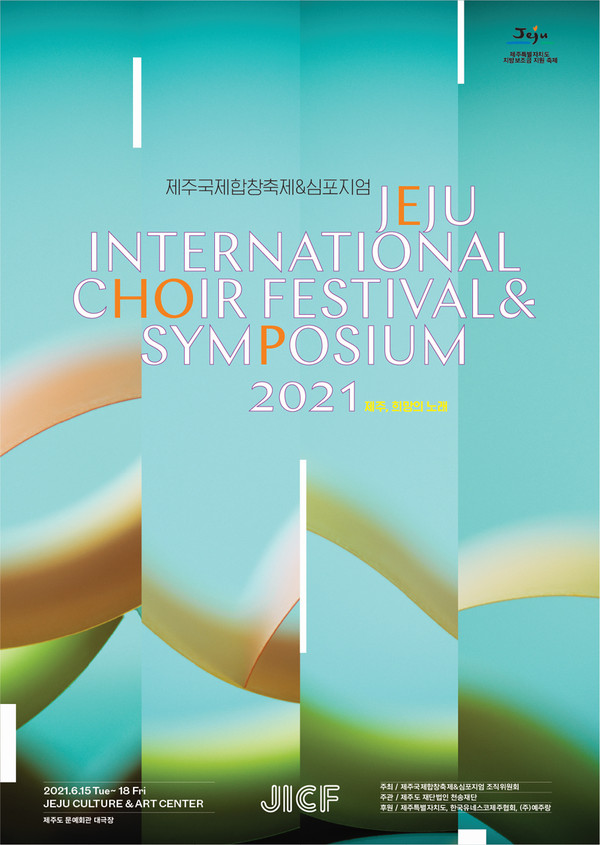 Jeju
제주특별자치도
지방보조금 지원 축제
제주국제합창축제&심포지엄
JEJU
INTERNATIONAL
CHOIR FESTIVAL&
SYMPOSIUM
2021 제주, 희망의 노래
2021.6.15 Tue~ 18 Fri
JEJU CULTURE & ART CENTER
제주도 문예회관 대극장
JICF
주최 / 제주국제합창축제&심포지엄 조직위원회
주관 / 제주도 재단법인 천송재단
후원 / 제주특별자치도, 한국유네스코제주협회, (주)예주랑